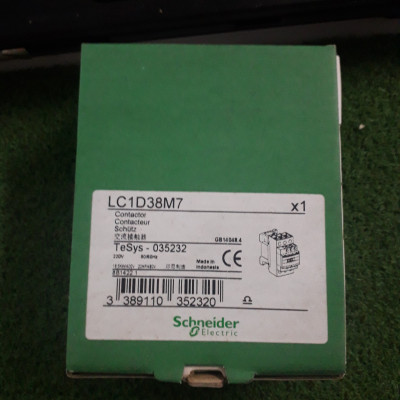 LC1D38M7 x1
Contactor
Contacteur
Schütz
交流接触器 GB14048.4
TeSys - 035232
220V 50/60Hz Made in Indonesia
3 389110 352320
Schneider
Electric